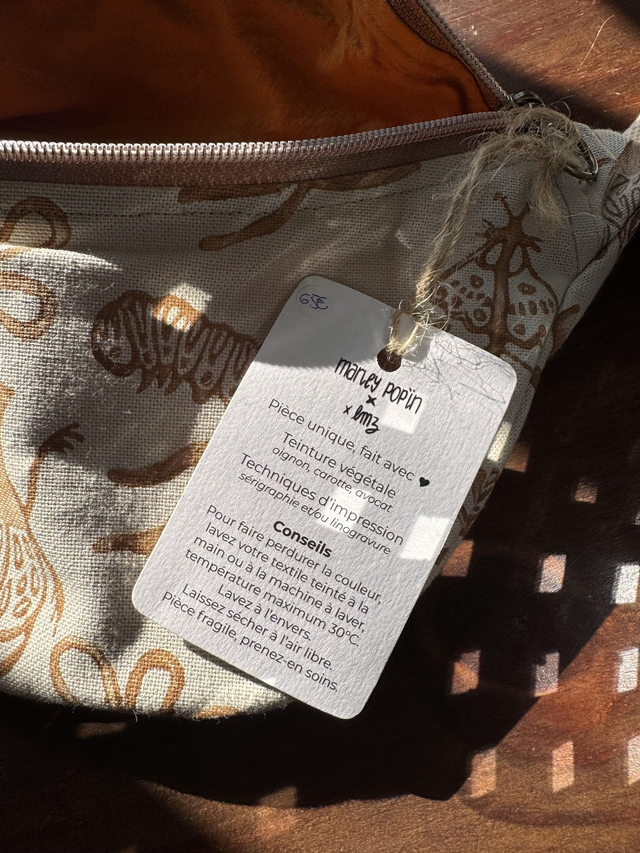 65€
marley pop'in
x
x lmz
Pièce unique, fait avec ♥
Teinture végétale
oignon, carotte, avocat
Techniques d'impression
sérigraphie et/ou linogravure
Conseils
Pour faire perdurer la couleur,
lavez votre textile teinté à la
main ou à la machine à laver,
température maximum 30°C.
Lavez à l'envers.
Laissez sécher à l'air libre.
Pièce fragile, prenez-en soins.